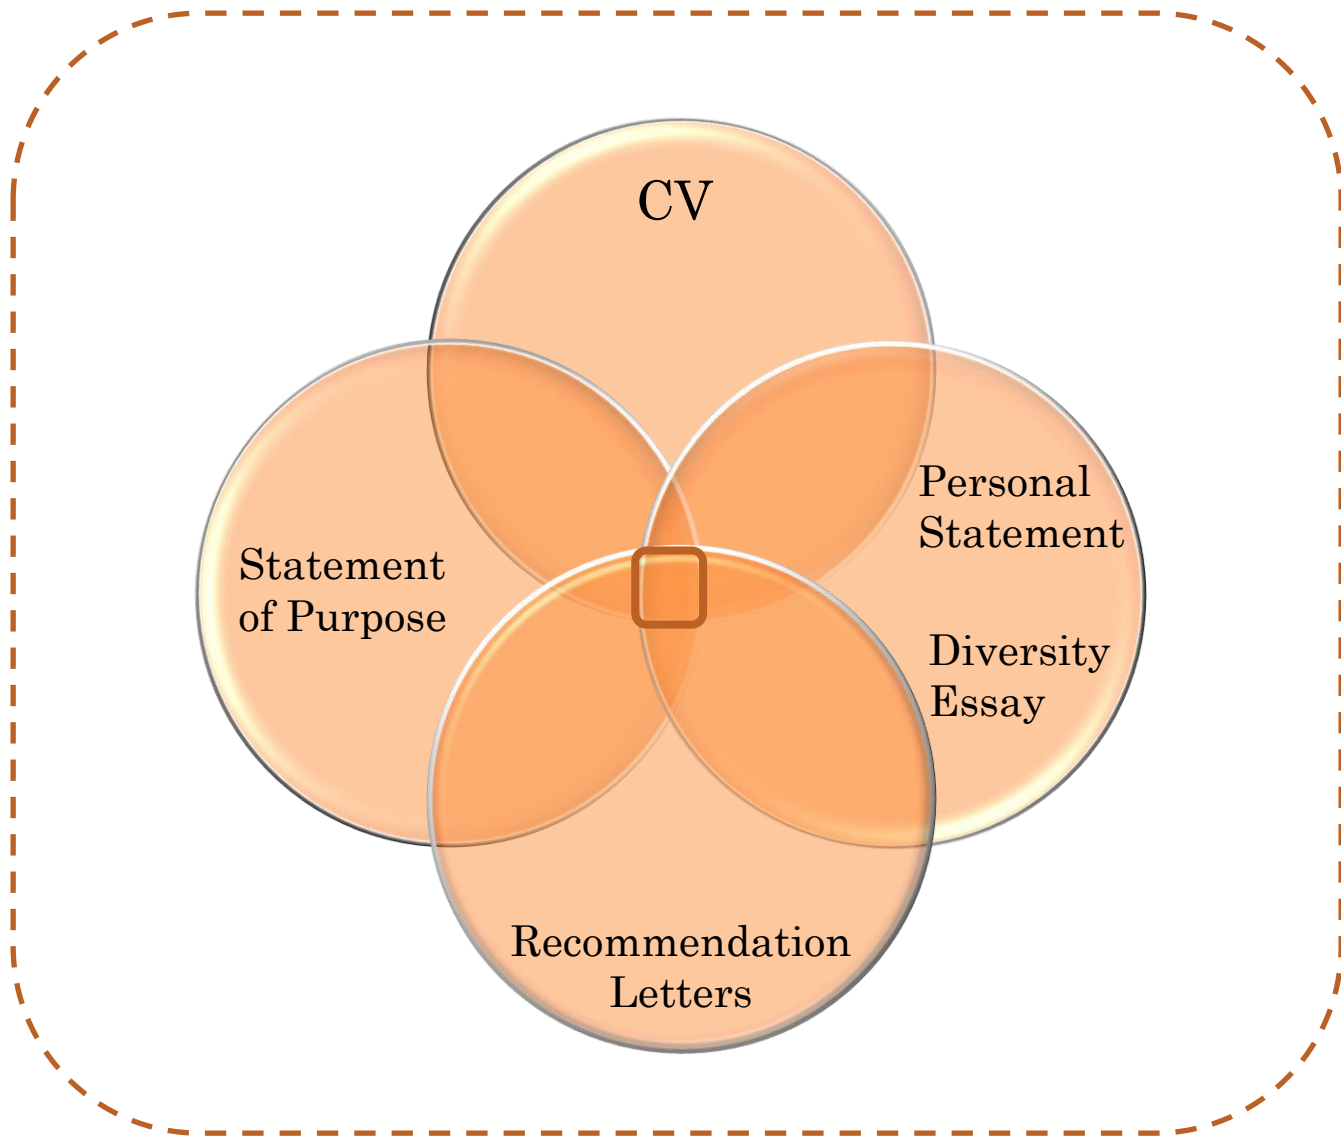 CV
Statement
of Purpose
Personal
Statement
Diversity
Essay
Recommendation
Letters